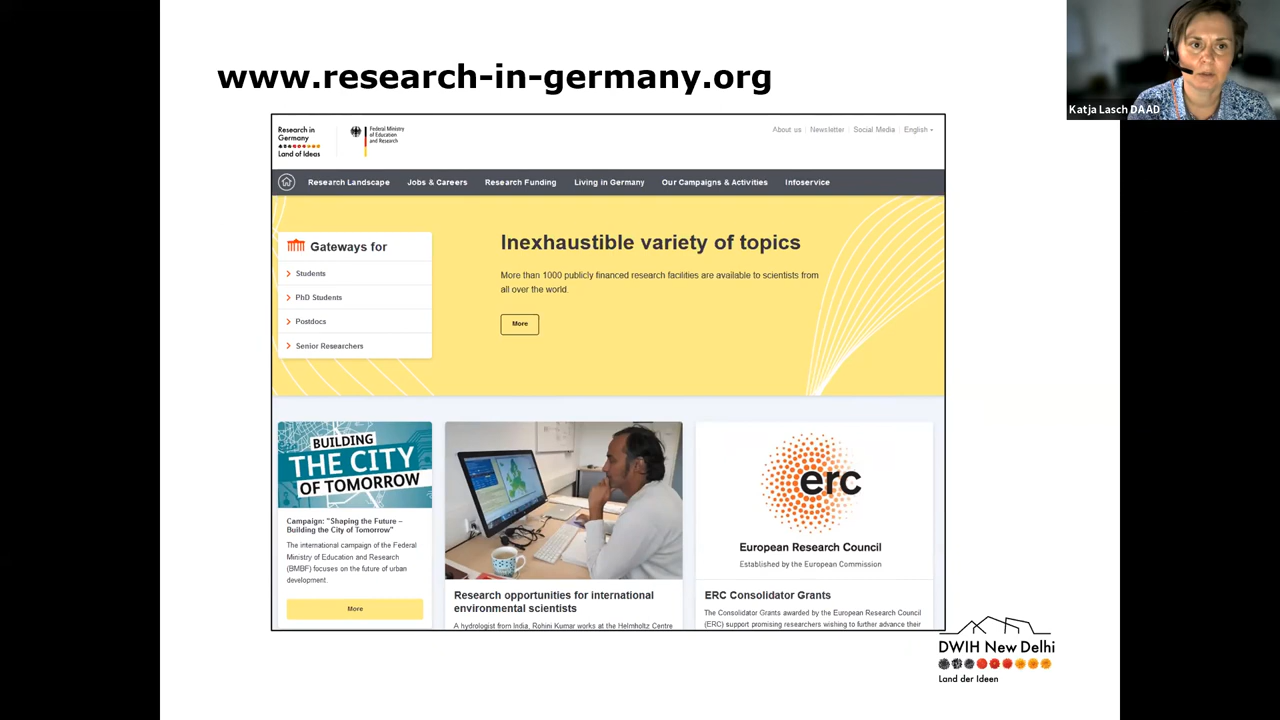 www.research-in-germany.org
Katja Lasch DAAD
Research in
Germany
Land of Ideas
Federal Ministry
of Education
and Research
About us | Newsletter | Social Media | English
Research Landscape Jobs & Careers Research Funding Living in Germany Our Campaigns & Activities Infoservice
Gateways for
Students
PhD Students
Postdocs
Senior Researchers
Inexhaustible variety of topics
More than 1000 publicly financed research facilities are available to scientists from
all over the world.
More
BUILDING
THE CITY
OF TOMORROW
Campaign: "Shaping the Future –
Building the City of Tomorrow"
The international campaign of the Federal
Ministry of Education and Research
(BMBF) focuses on the future of urban
development.
More
Research opportunities for international
environmental scientists
A hydrologist from India, Rohini Kumar works at the Helmholtz Centre
erc
European Research Council
Established by the European Commission
ERC Consolidator Grants
The Consolidator Grants awarded by the European Research Council
(ERC) support promising researchers wishing to further advance their
DWIH New Delhi
Land der Ideen